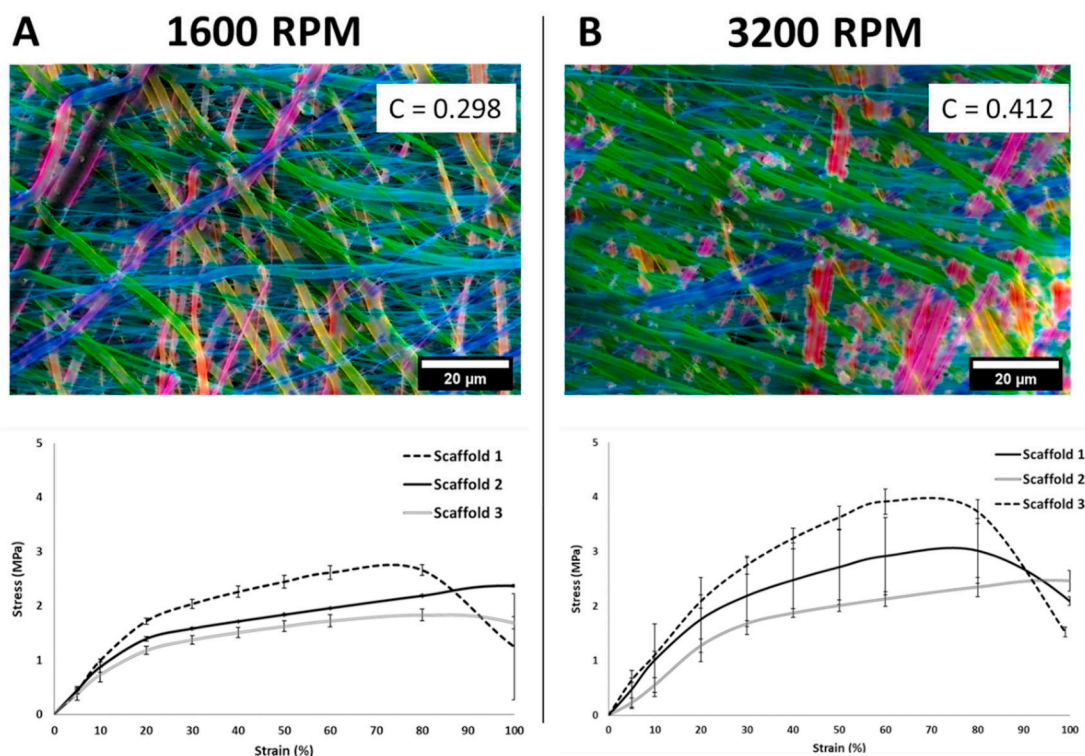 A 1600 RPM
C = 0.298
20 µm
5
4
3
2
1
0
Stress (MPa)
Scaffold 1
Scaffold 2
Scaffold 3
0 10 20 30 40 50 60 70 80 90 100
Strain (%)
B 3200 RPM
C = 0.412
20 µm
5
4
3
2
1
0
Stress (MPa)
Scaffold 1
Scaffold 2
Scaffold 3
0 10 20 30 40 50 60 70 80 90 100
Strain (%)